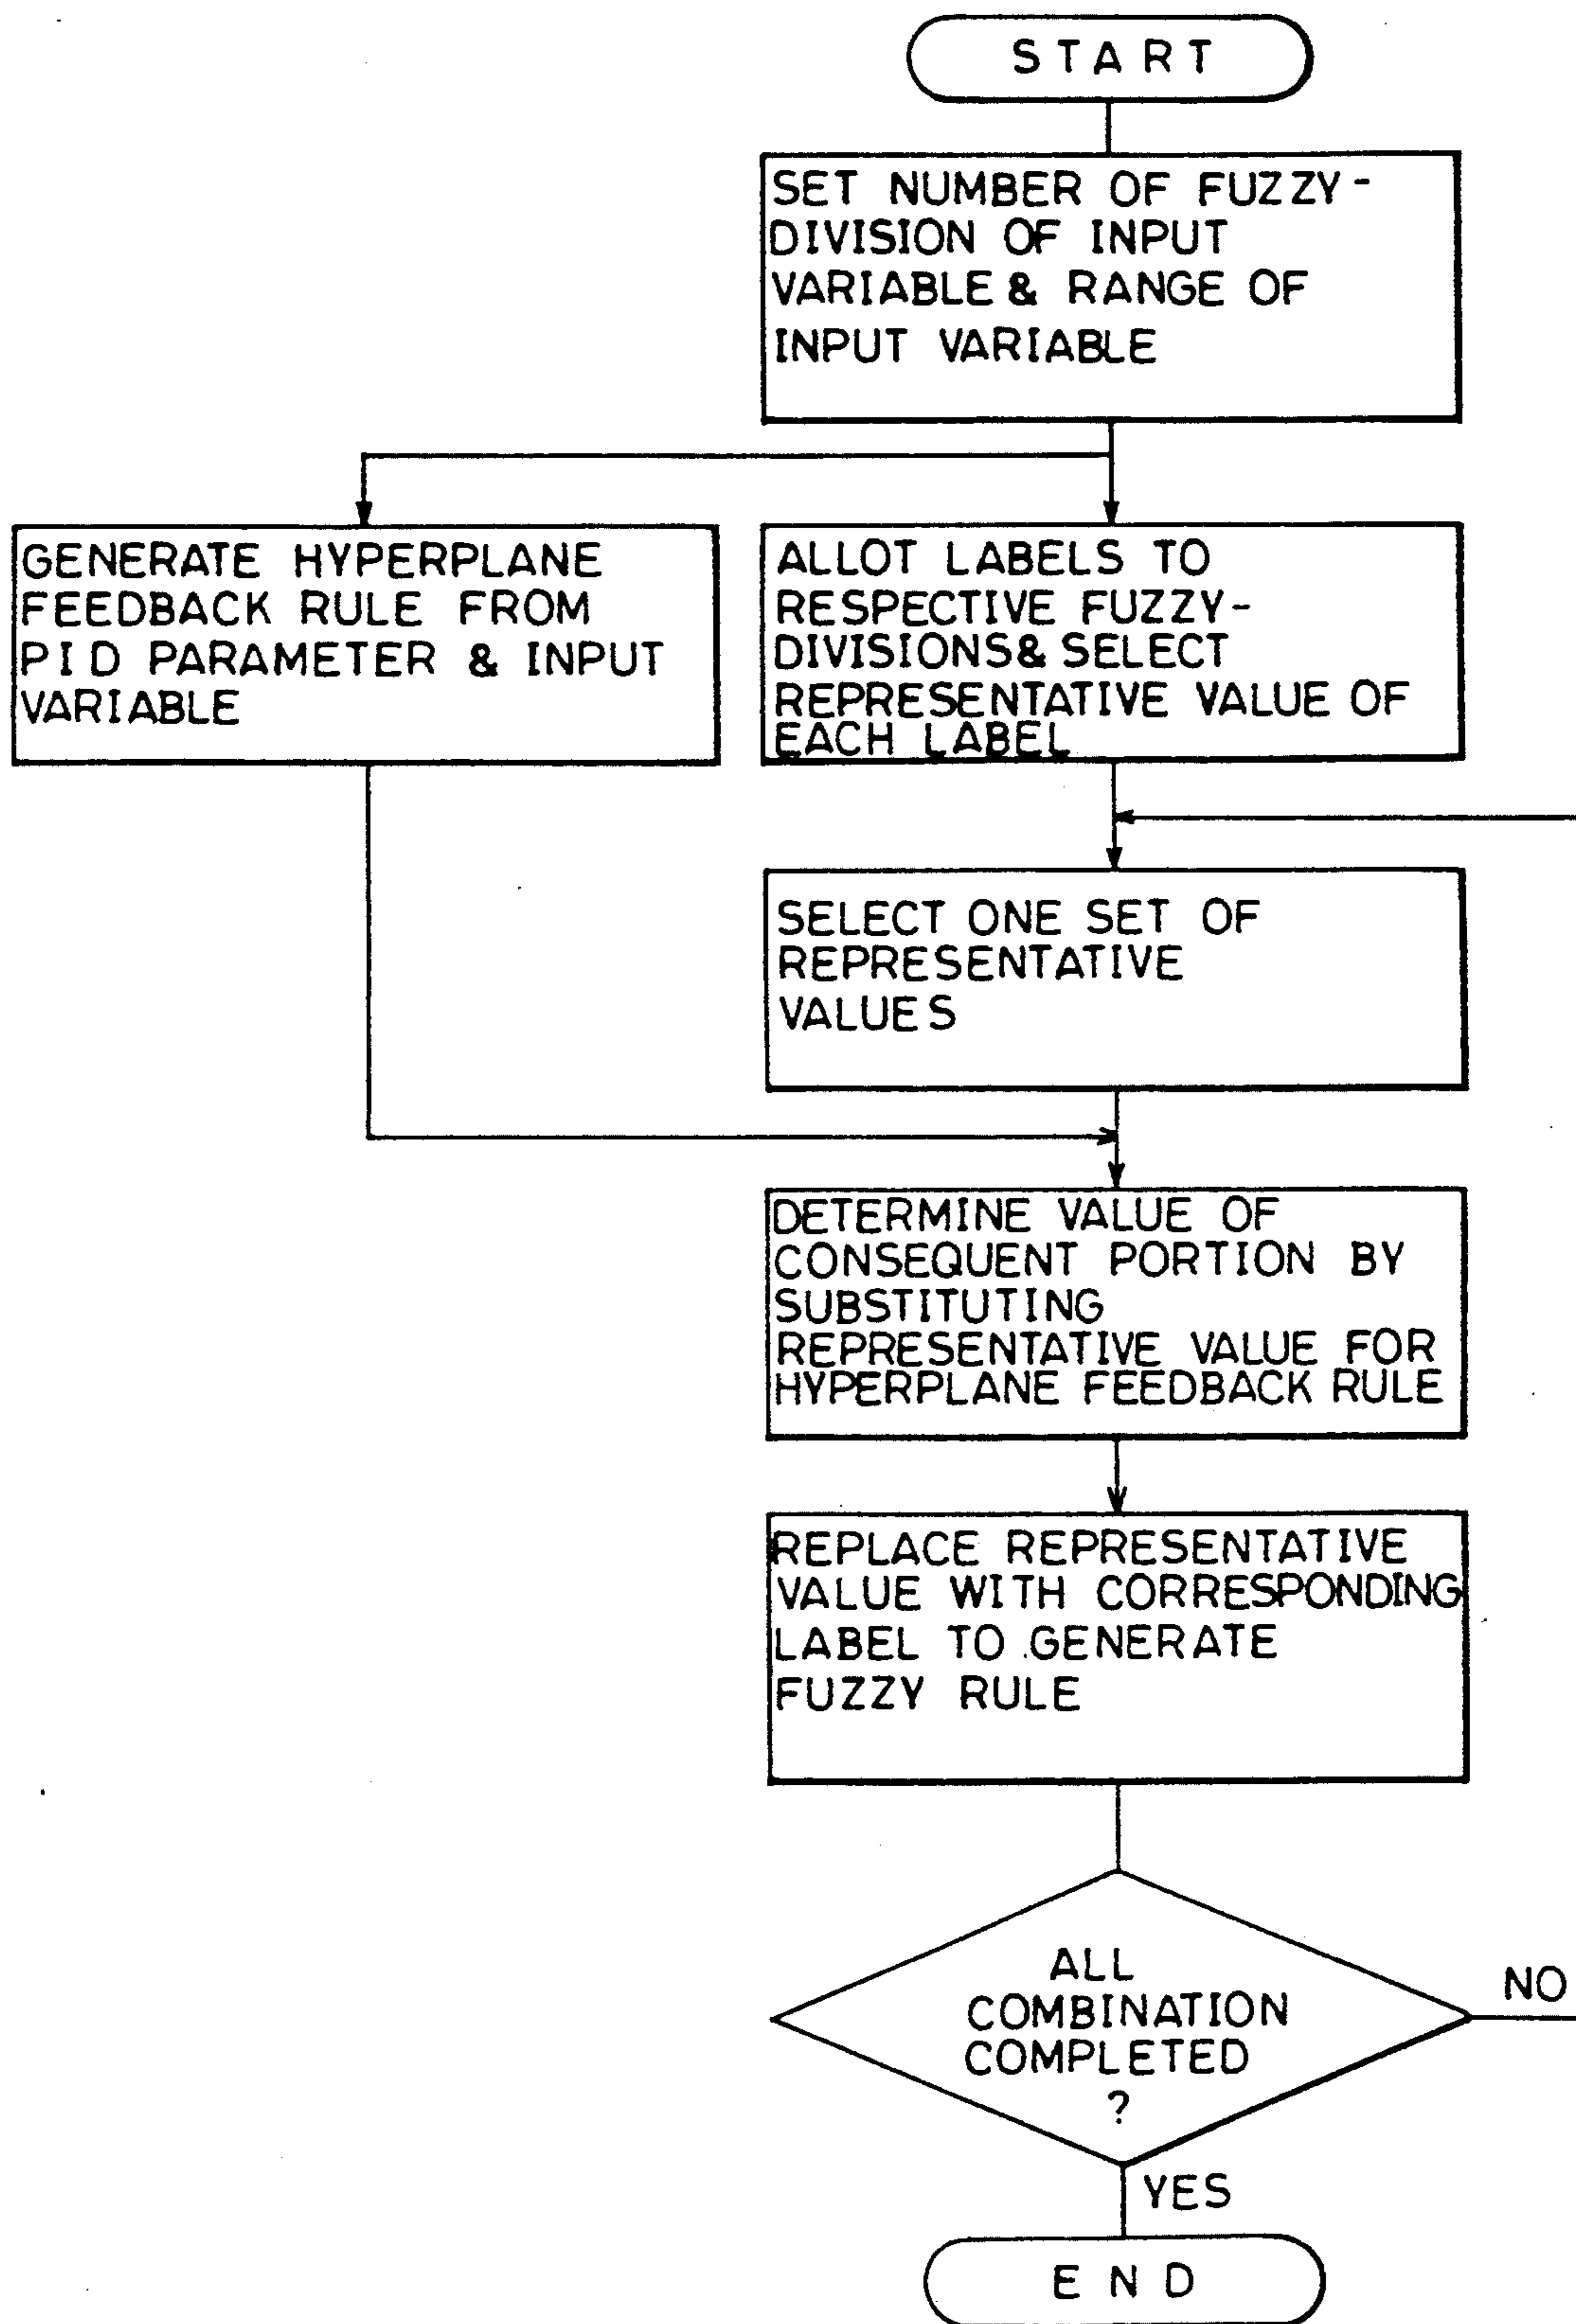 START
SET NUMBER OF FUZZY-
DIVISION OF INPUT
VARIABLE & RANGE OF
INPUT VARIABLE
GENERATE HYPERPLANE
FEEDBACK RULE FROM
PID PARAMETER & INPUT
VARIABLE
ALLOT LABELS TO
RESPECTIVE FUZZY-
DIVISIONS & SELECT
REPRESENTATIVE VALUE OF
EACH LABEL
SELECT ONE SET OF
REPRESENTATIVE
VALUES
DETERMINE VALUE OF
CONSEQUENT PORTION BY
SUBSTITUTING
REPRESENTATIVE VALUE FOR
HYPERPLANE FEEDBACK RULE
REPLACE REPRESENTATIVE
VALUE WITH CORRESPONDING
LABEL TO GENERATE
FUZZY RULE
ALL
COMBINATION
COMPLETED
?
NO
YES
END